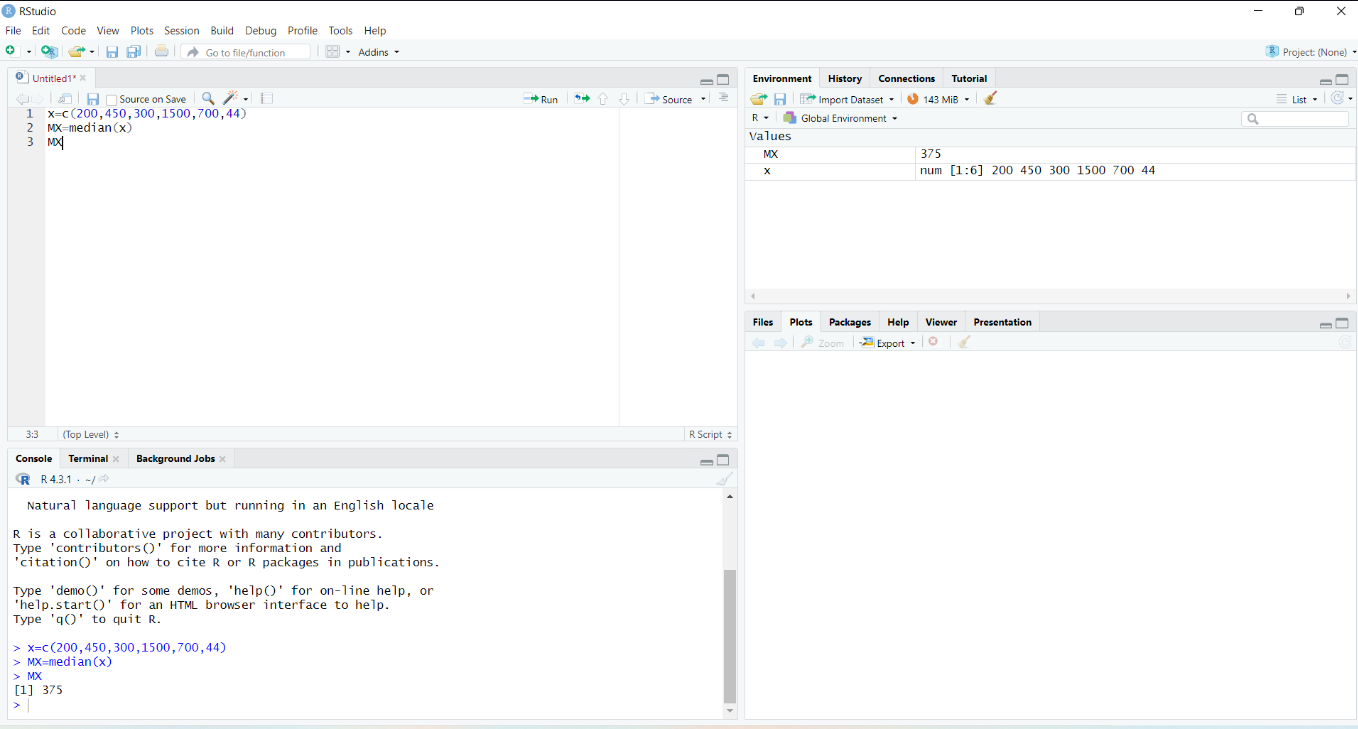 RStudio
File Edit Code View Plots Session Build Debug Profile Tools Help
Go to file/function Addins Project: (None)
Untitled1*
Source on Save Run Source
1 x=c(200,450,300,1500,700,44)
2 MX=median(x)
3 MX
3:3 (Top Level) R Script
Console Terminal Background Jobs
R 4.3.1 · ~/
Natural language support but running in an English locale
R is a collaborative project with many contributors.
Type 'contributors()' for more information and
'citation()' on how to cite R or R packages in publications.
Type 'demo()' for some demos, 'help()' for on-line help, or
'help.start()' for an HTML browser interface to help.
Type 'q()' to quit R.
> x=c(200,450,300,1500,700,44)
> MX=median(x)
> MX
[1] 375
>
Environment History Connections Tutorial
Import Dataset 143 MiB List
R Global Environment
Values
MX 375
x num [1:6] 200 450 300 1500 700 44
Files Plots Packages Help Viewer Presentation
Zoom Export